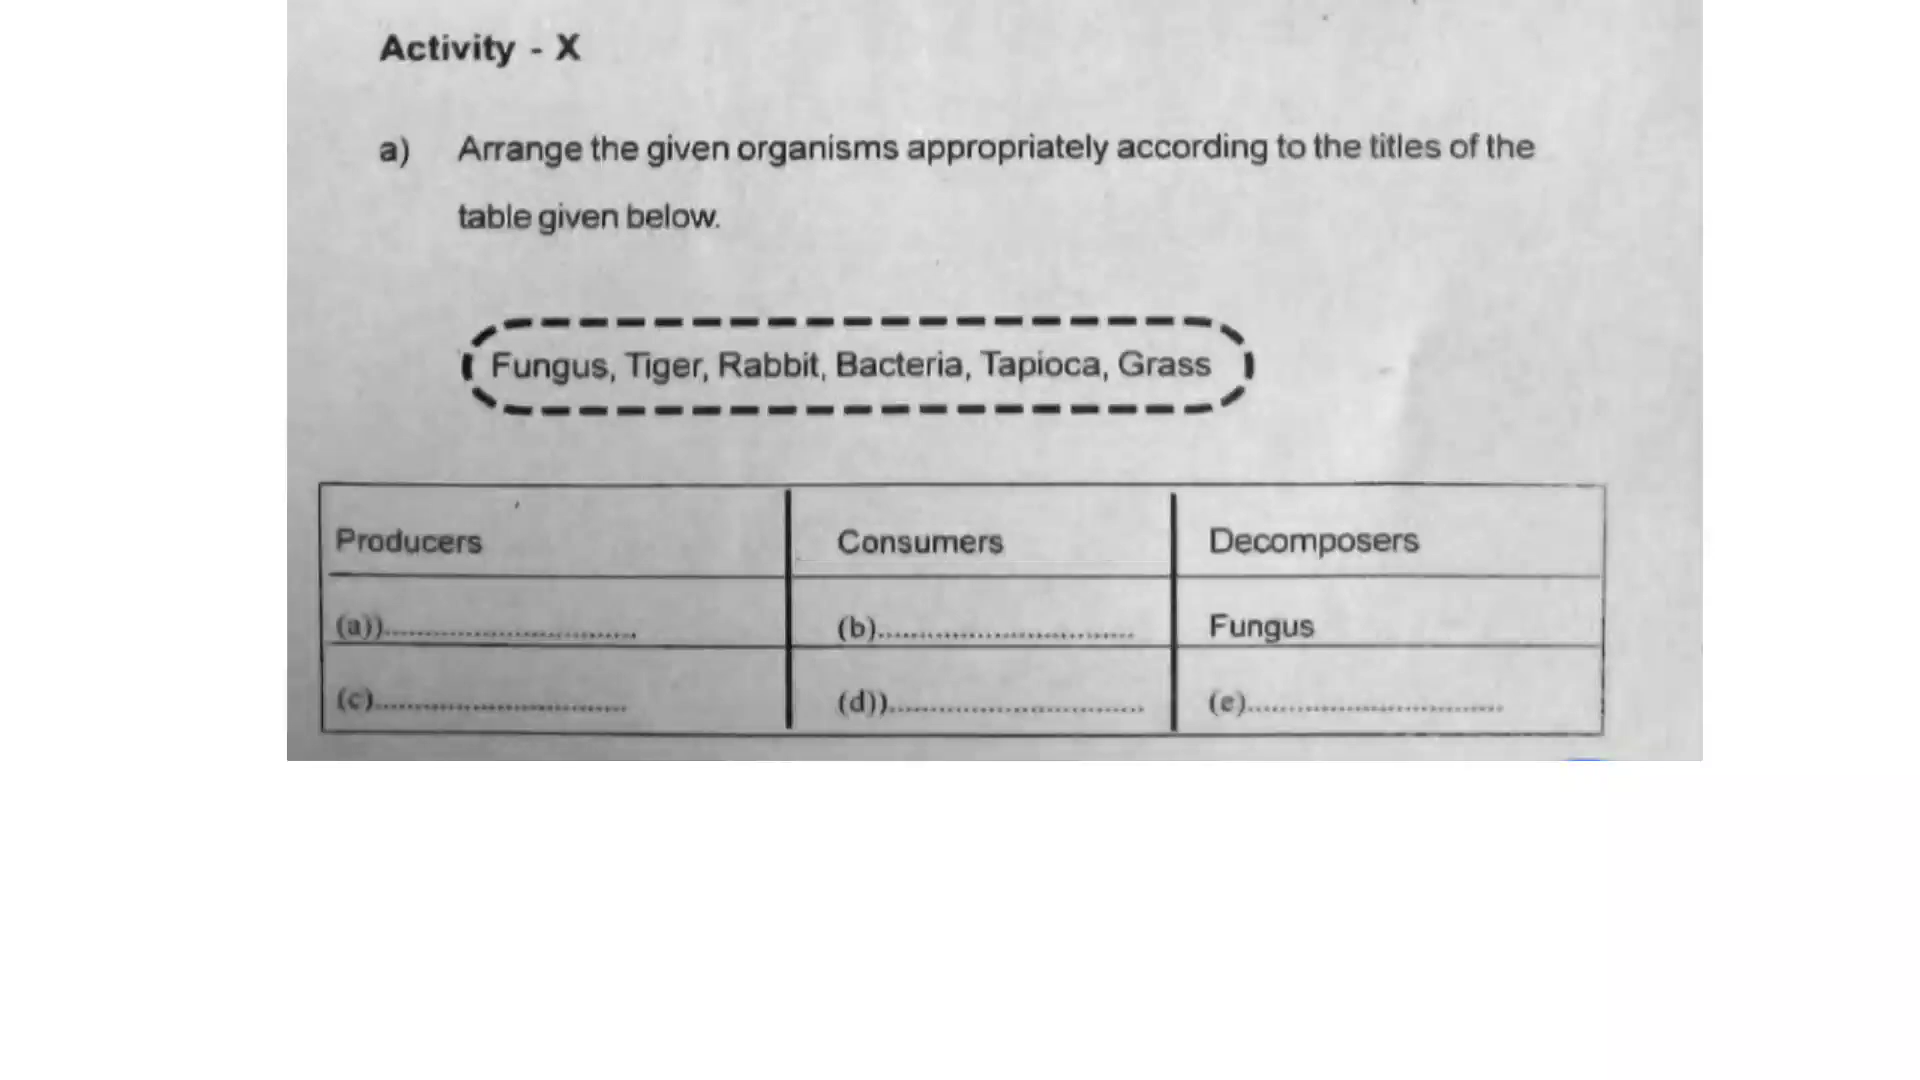 Activity - X
a) Arrange the given organisms appropriately according to the titles of the
table given below.
Fungus, Tiger, Rabbit, Bacteria, Tapioca, Grass
Producers Consumers Decomposers
(a))................................ (b)................................ Fungus
(c)................................ (d))................................ (e)................................